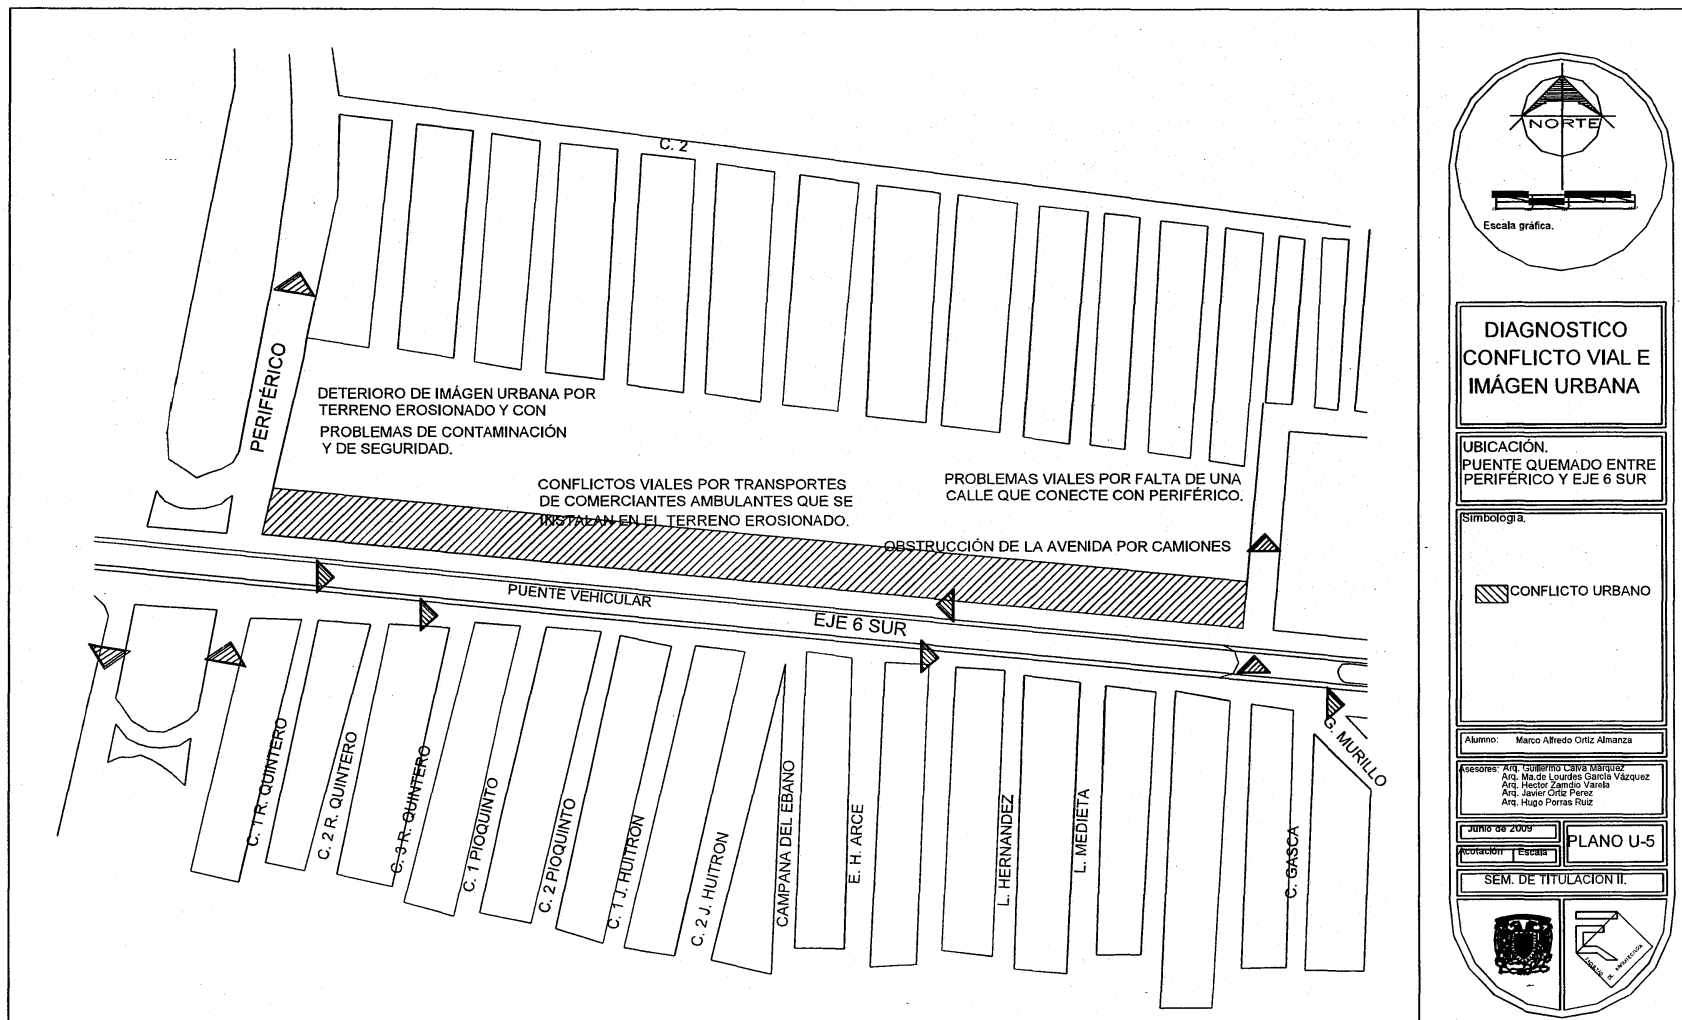 C. 2
PERIFÉRICO
DETERIORO DE IMÁGEN URBANA POR
TERRENO EROSIONADO Y CON
PROBLEMAS DE CONTAMINACIÓN
Y DE SEGURIDAD.
CONFLICTOS VIALES POR TRANSPORTES
DE COMERCIANTES AMBULANTES QUE SE
INSTALAN EN EL TERRENO EROSIONADO.
PROBLEMAS VIALES POR FALTA DE UNA
CALLE QUE CONECTE CON PERIFÉRICO.
OBSTRUCCIÓN DE LA AVENIDA POR CAMIONES
PUENTE VEHICULAR
EJE 6 SUR
C. 1 R. QUINTERO
C. 2 R. QUINTERO
C. 3 R. QUINTERO
C. 1 PIOQUINTO
C. 2 PIOQUINTO
C. 1 J. HUITRON
C. 2 J. HUITRON
CAMPANA DEL EBANO
E. H. ARCE
L. HERNANDEZ
L. MEDIETA
C. GASCA
G. MURILLO
NORTE
Escala gráfica.
DIAGNOSTICO
CONFLICTO VIAL E
IMÁGEN URBANA
UBICACIÓN.
PUENTE QUEMADO ENTRE
PERIFÉRICO Y EJE 6 SUR
Simbología.
CONFLICTO URBANO
Alumno: Marco Alfredo Ortiz Almanza
Asesores: Arq. Guillermo Calva Márquez
Arq. Ma.de Lourdes García Vázquez
Arq. Hector Zamdio Varela
Arq. Javier Ortiz Perez
Arq. Hugo Porras Ruiz
Junio de 2009
Acotación Escala
PLANO U-5
SEM. DE TITULACION II.
FACULTAD DE ARQUITECTURA